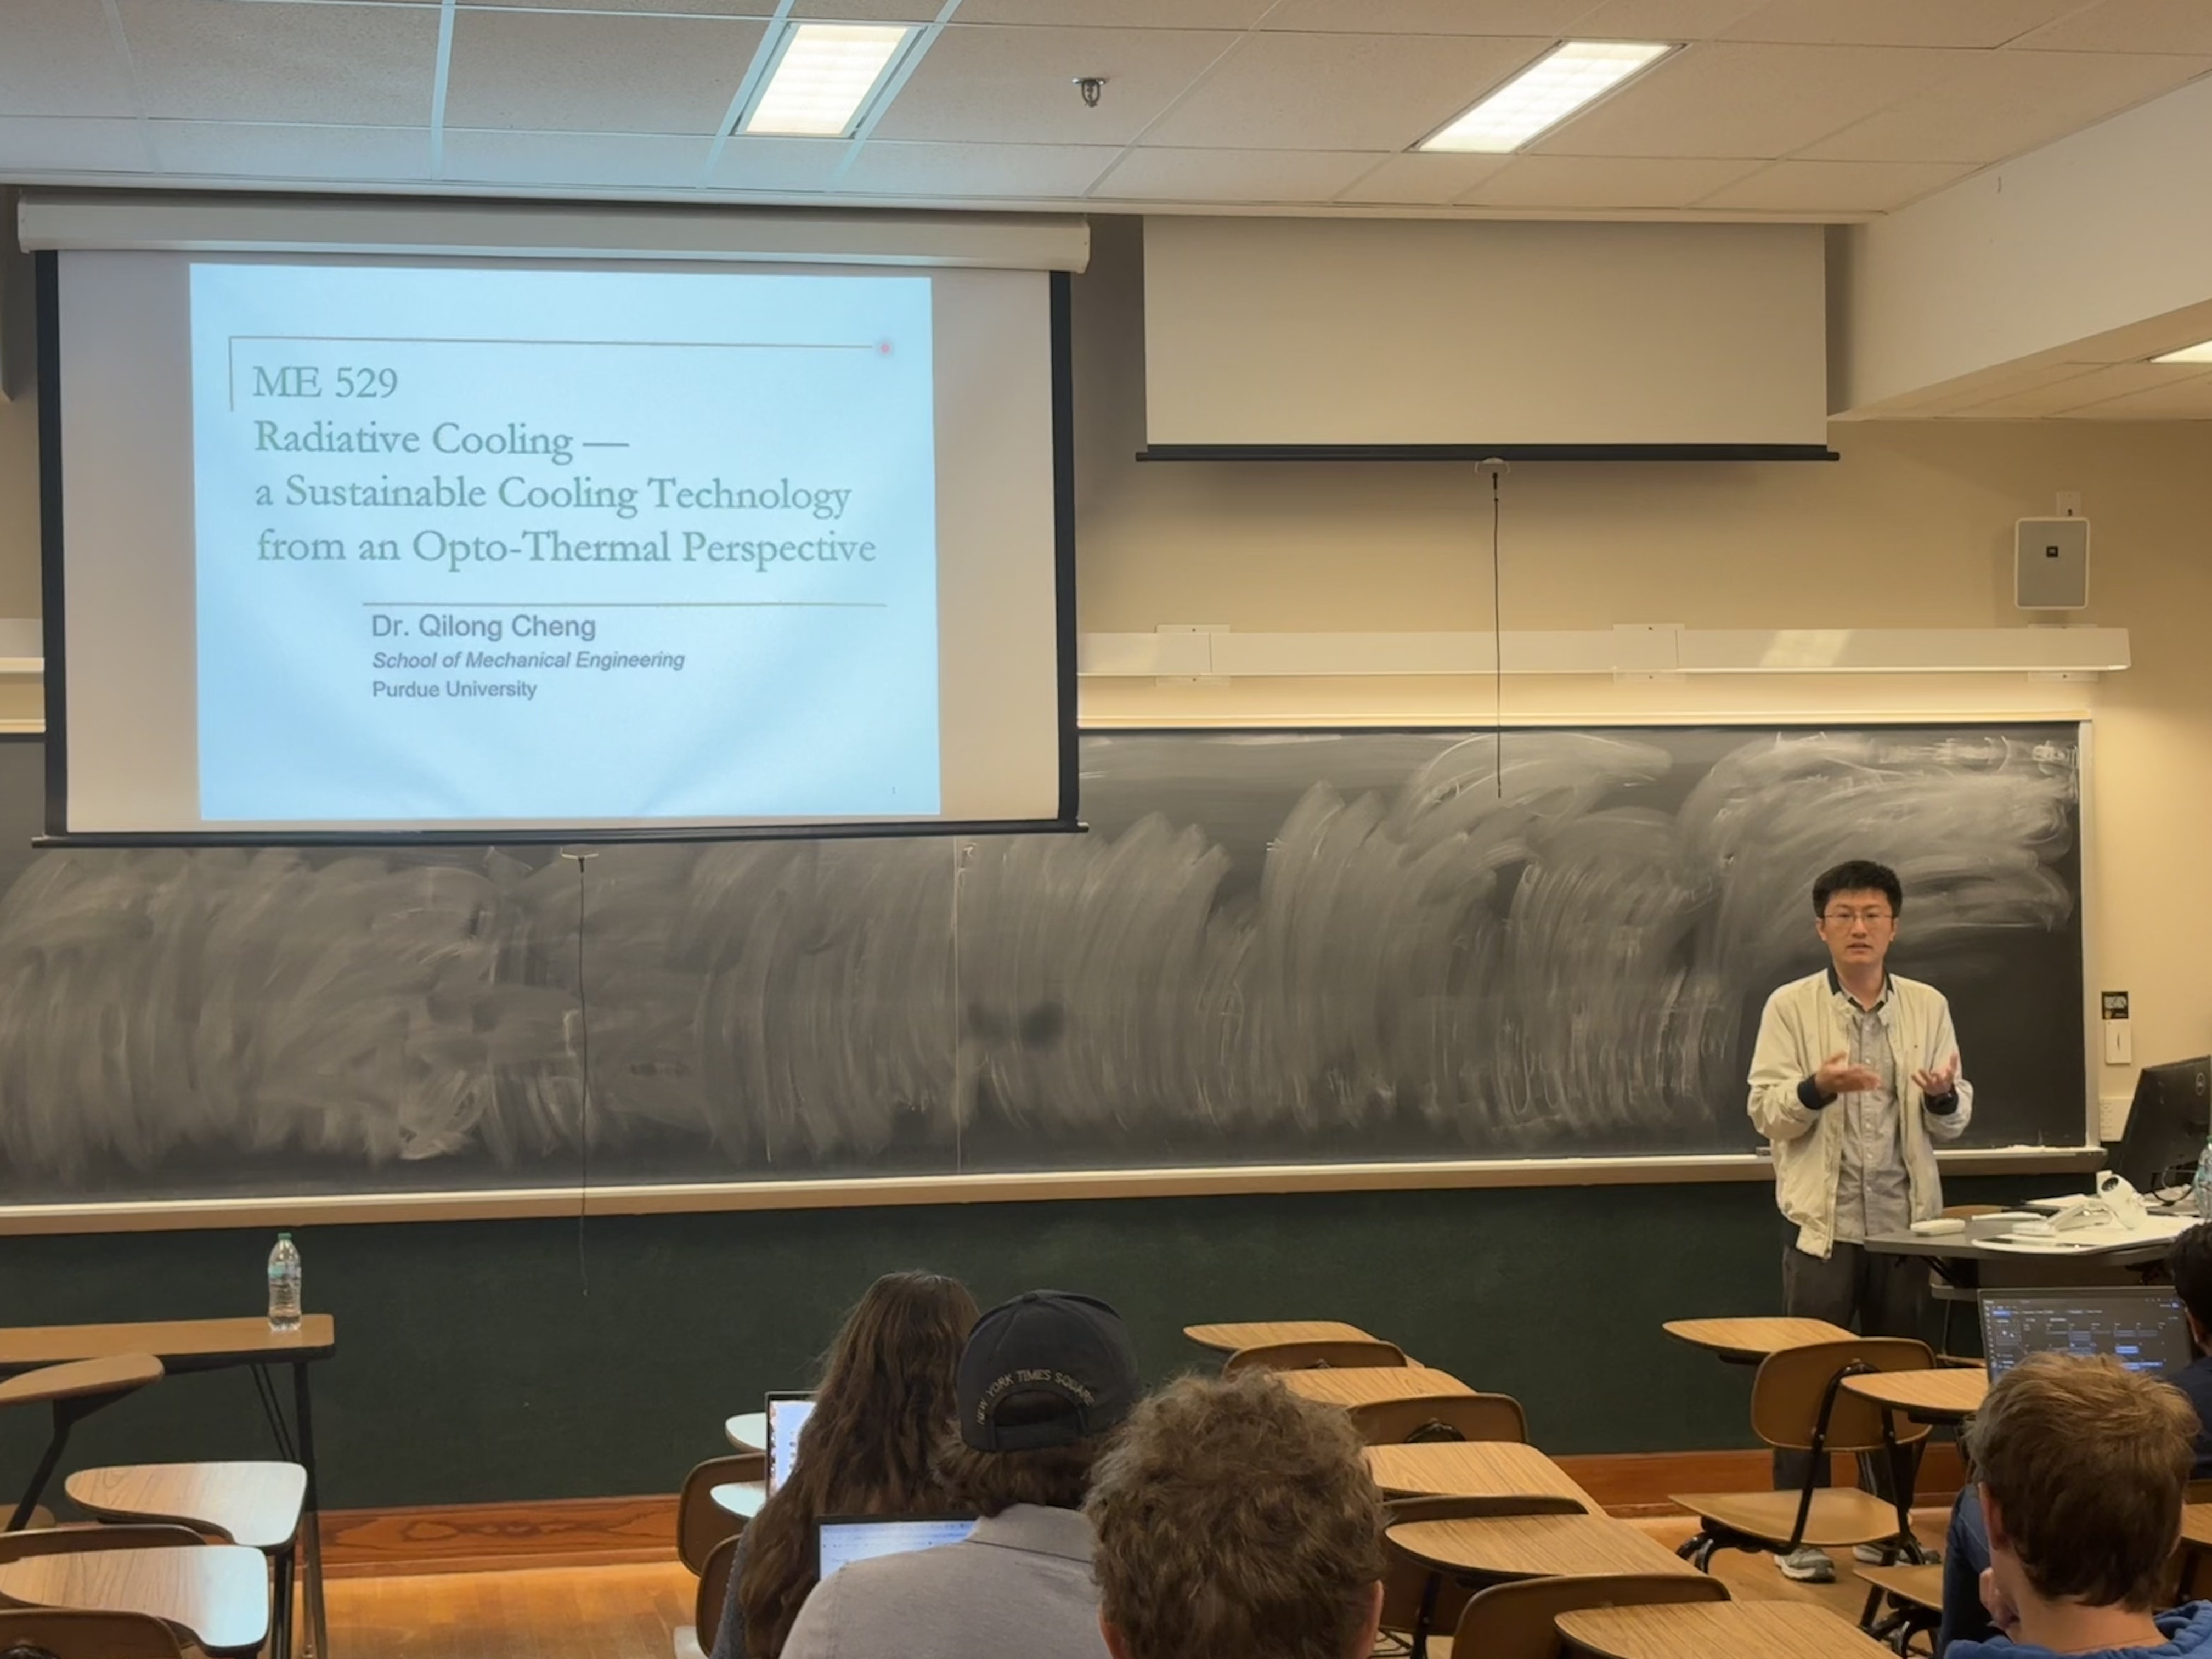 ME 529
Radiative Cooling —
a Sustainable Cooling Technology
from an Opto-Thermal Perspective
Dr. Qilong Cheng
School of Mechanical Engineering
Purdue University
1
NEW YORK TIMES SQUARE